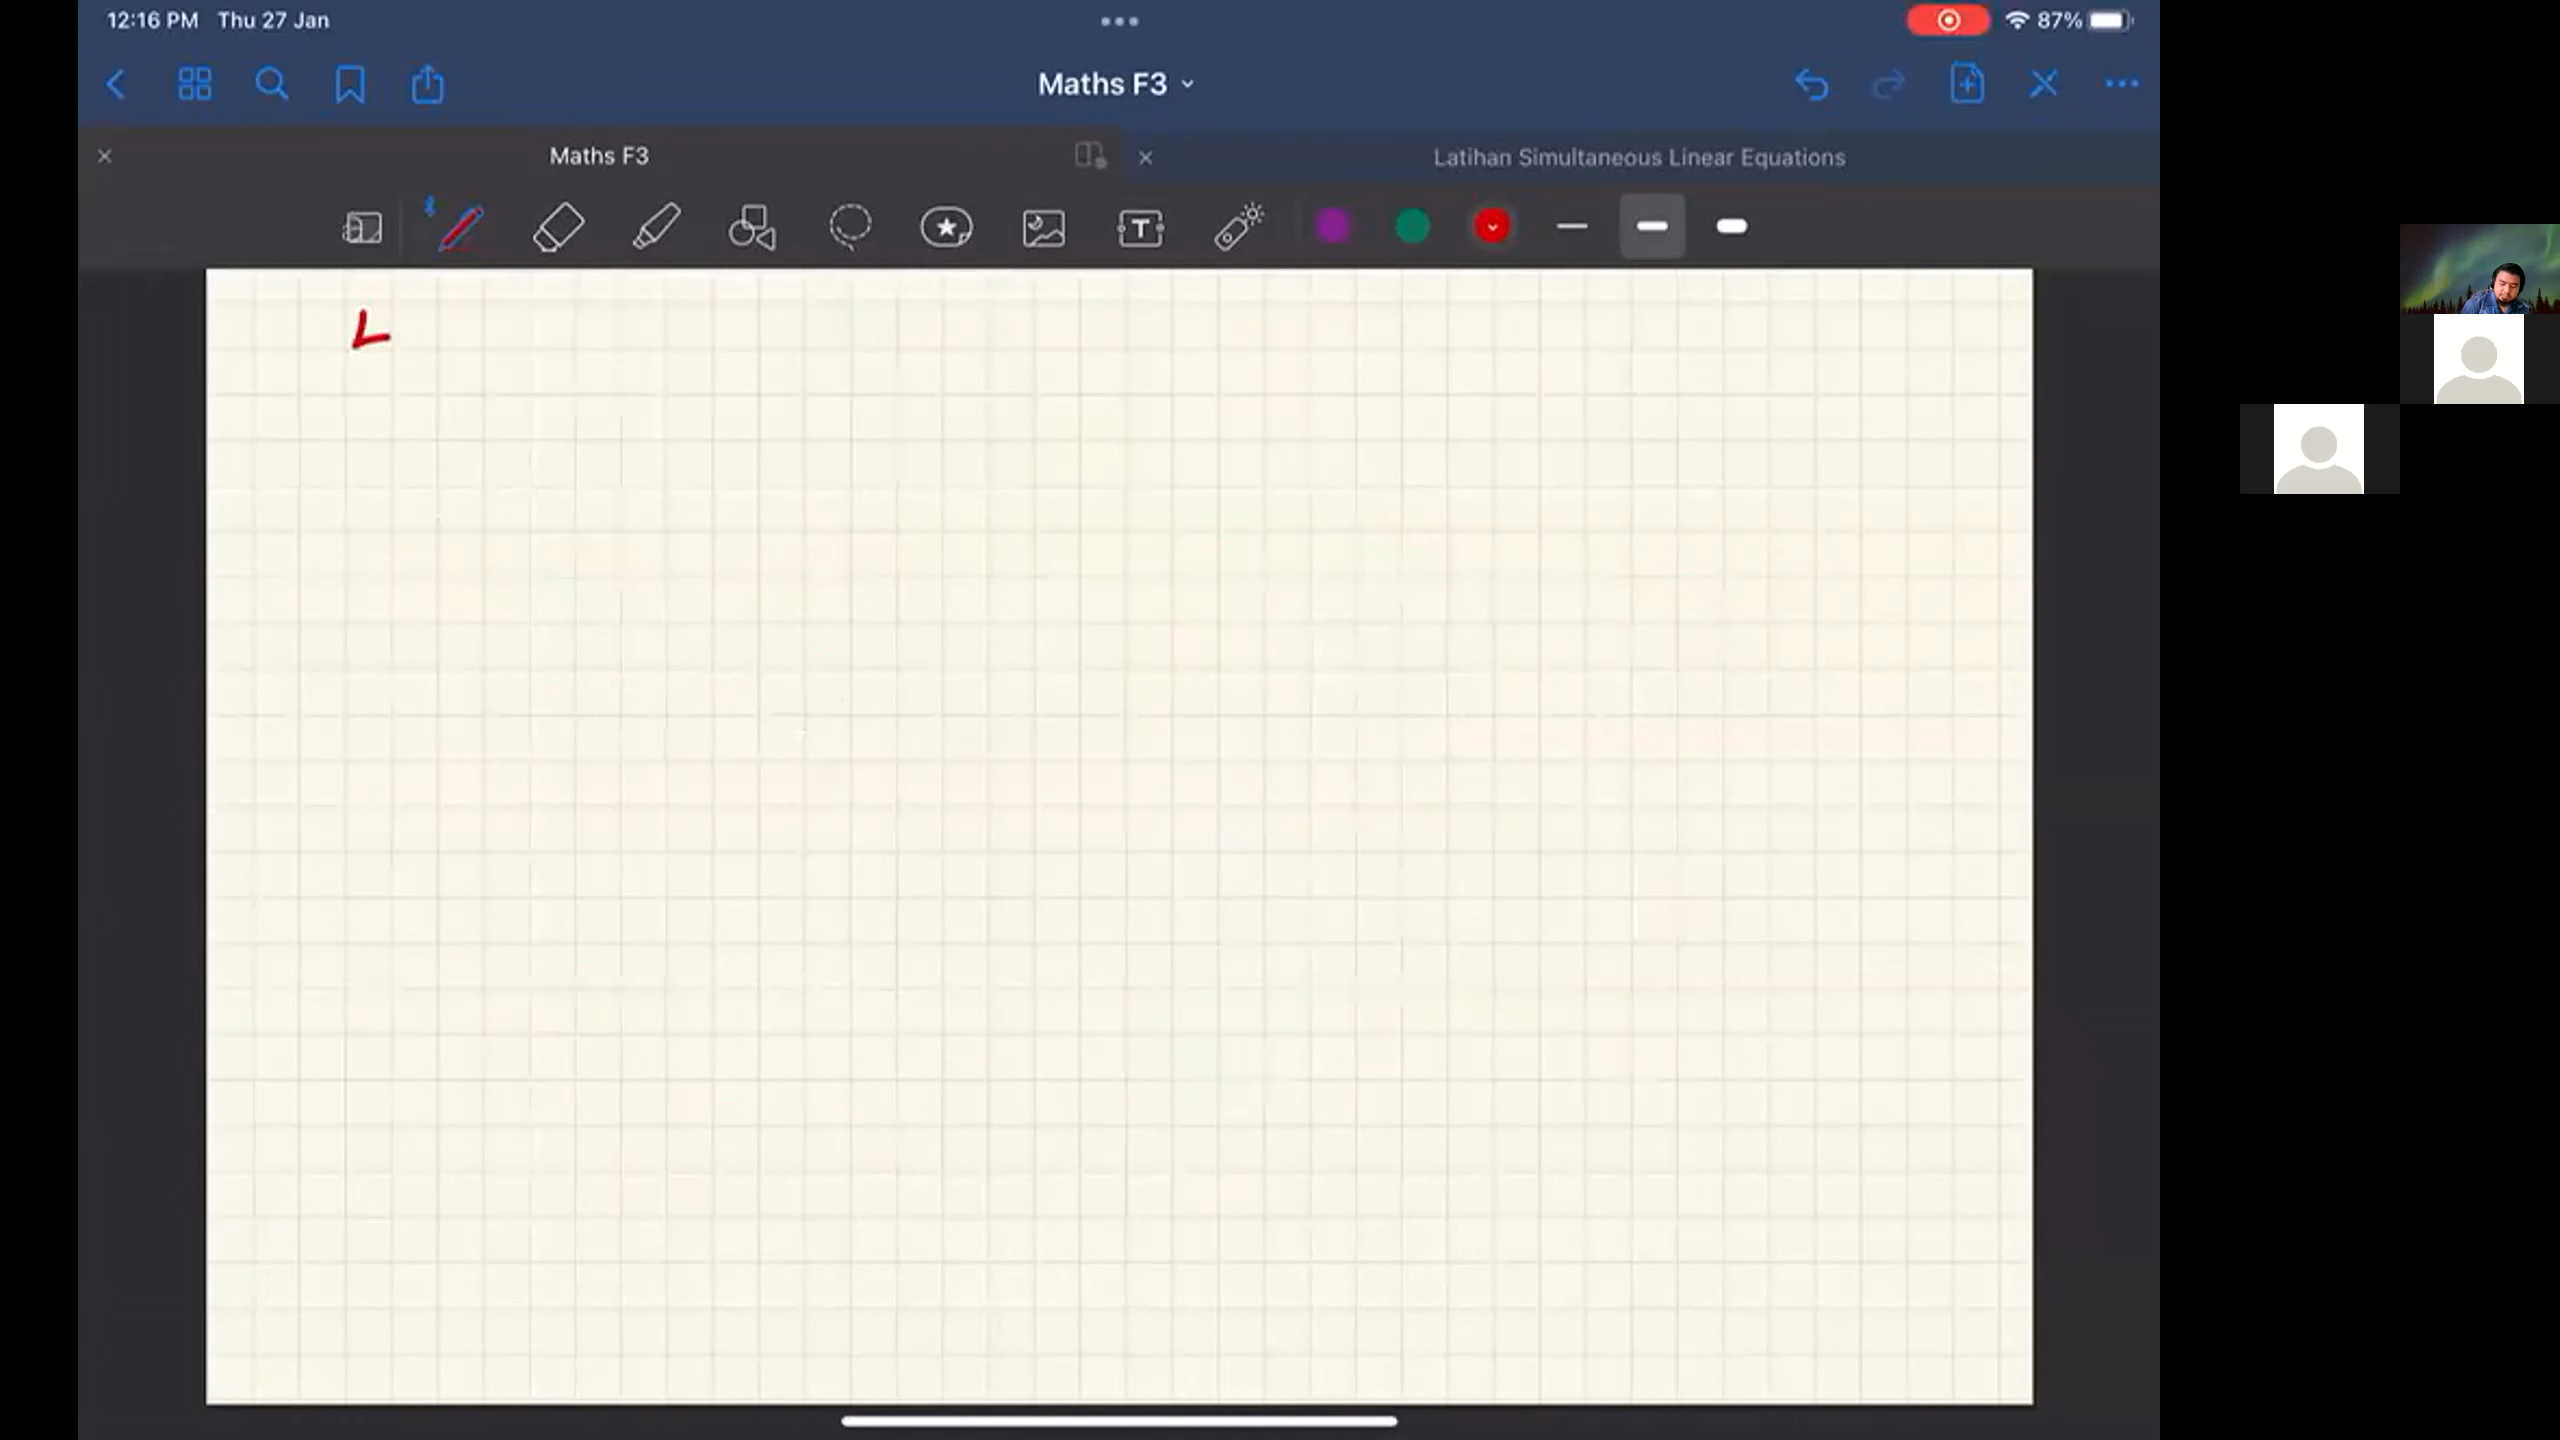 12:16 PM Thu 27 Jan
87%
Maths F3
Maths F3
Latihan Simultaneous Linear Equations
T
L